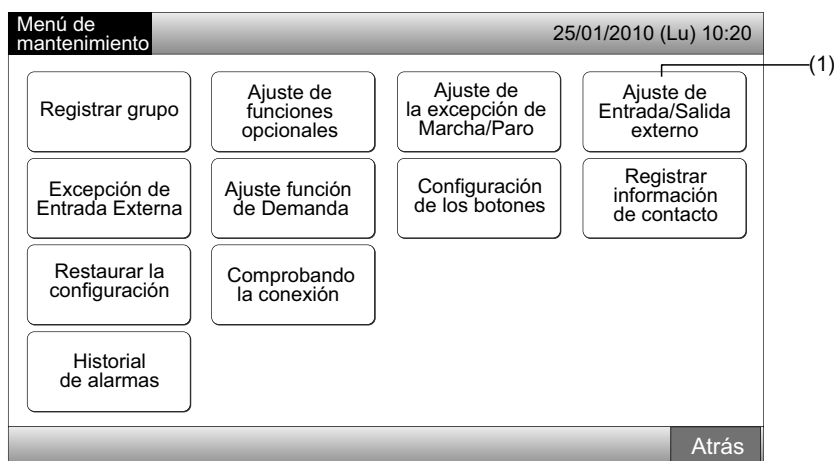 Menú de
mantenimiento
25/01/2010 (Lu) 10:20
(1)
Registrar grupo
Ajuste de
funciones
opcionales
Ajuste de
la excepción de
Marcha/Paro
Ajuste de
Entrada/Salida
externo
Excepción de
Entrada Externa
Ajuste función
de Demanda
Configuración
de los botones
Registrar
información
de contacto
Restaurar la
configuración
Comprobando
la conexión
Historial
de alarmas
Atrás